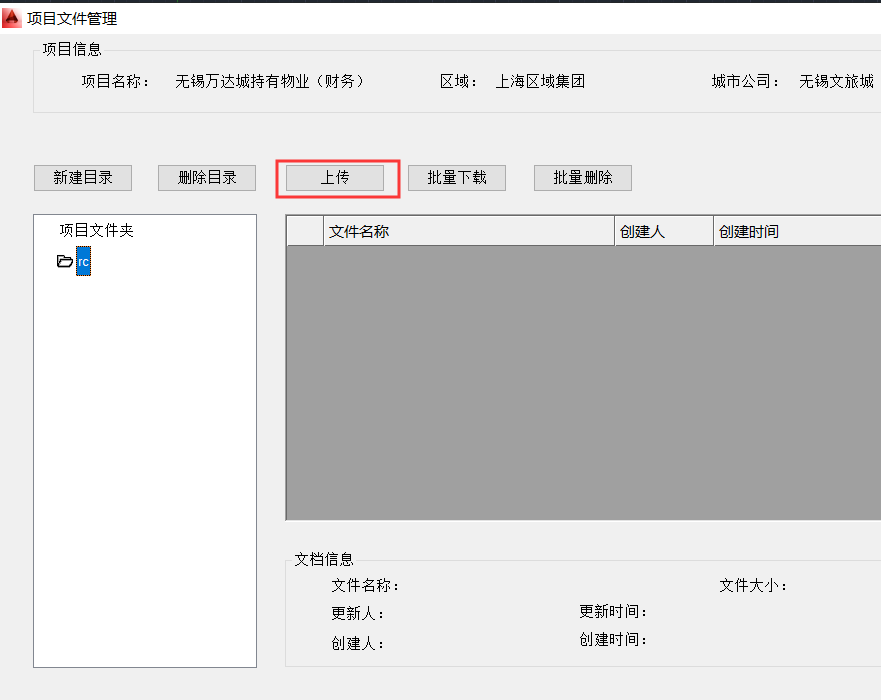 项目文件管理
项目信息
项目名称： 无锡万达城持有物业（财务） 区域： 上海区域集团 城市公司： 无锡文旅城
新建目录 删除目录 上传 批量下载 批量删除
项目文件夹
rc
文件名称 创建人 创建时间
文档信息
文件名称： 文件大小：
更新人： 更新时间：
创建人： 创建时间：